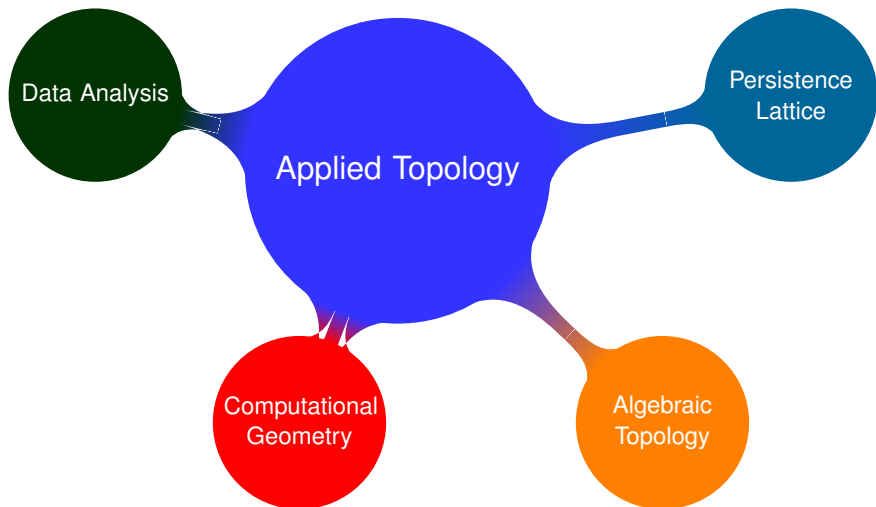 Data Analysis
Persistence
Lattice
Applied Topology
Computational
Geometry
Algebraic
Topology